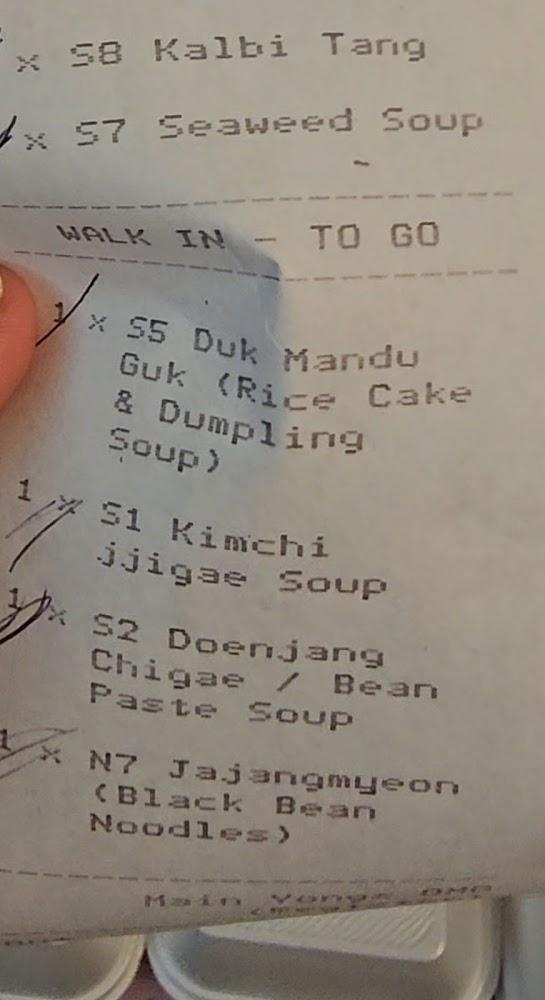 x S8 Kalbi Tang
x S7 Seaweed Soup
WALK IN - TO GO
1 x S5 Duk Mandu
Guk (Rice Cake
& Dumpling
Soup)
1 x S1 Kimchi
jjigae Soup
1 x S2 Doenjang
Chigae / Bean
Paste Soup
1 x N7 Jajangmyeon
(Black Bean
Noodles)
Main